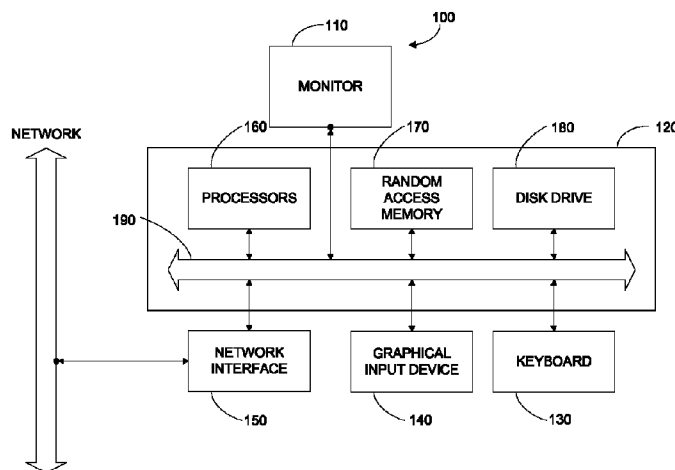 110
100
MONITOR
NETWORK
160
170
180
120
PROCESSORS
RANDOM
ACCESS
MEMORY
DISK DRIVE
190
NETWORK
INTERFACE
GRAPHICAL
INPUT DEVICE
KEYBOARD
150
140
130